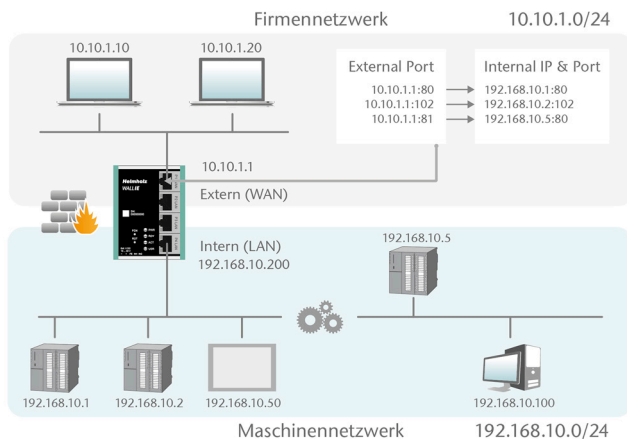 Firmennetzwerk 10.10.1.0/24
10.10.1.10 10.10.1.20
External Port Internal IP & Port
10.10.1.1:80 192.168.10.1:80
10.10.1.1:102 192.168.10.2:102
10.10.1.1:81 192.168.10.5:80
10.10.1.1
Extern (WAN)
Helmholz
WALLIE
Intern (LAN)
192.168.10.200
192.168.10.5
192.168.10.1 192.168.10.2 192.168.10.50 192.168.10.100
Maschinennetzwerk 192.168.10.0/24